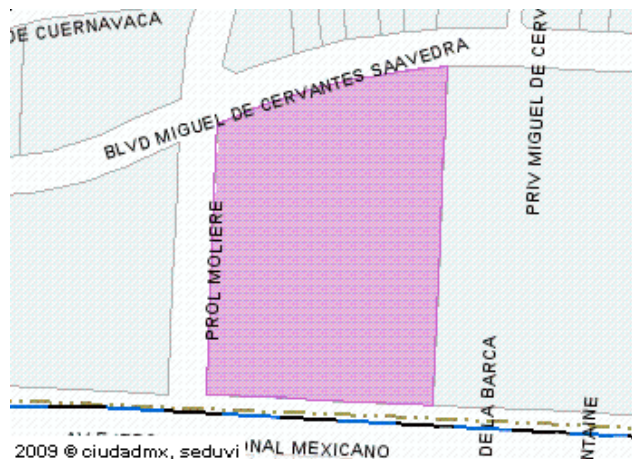 DE CUERNAVACA
BLVD MIGUEL DE CERVANTES SAAVEDRA
PRIV MIGUEL DE CERV
PROL MOLIERE
DE LA BARCA
NTAINE
NAL MEXICANO
2009 © ciudadmx, seduvi